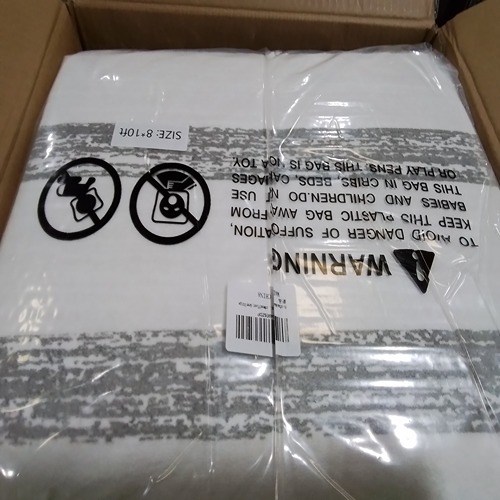 WARNING
TO AVOID DANGER OF SUFFOCATION,
KEEP THIS PLASTIC BAG AWAY FROM
BABIES AND CHILDREN.DO NOT USE
THIS BAG IN CRIBS, BEDS, CARRIAGES
OR PLAY PENS. THIS BAG IS NOT A TOY.
SIZE: 8*10ft